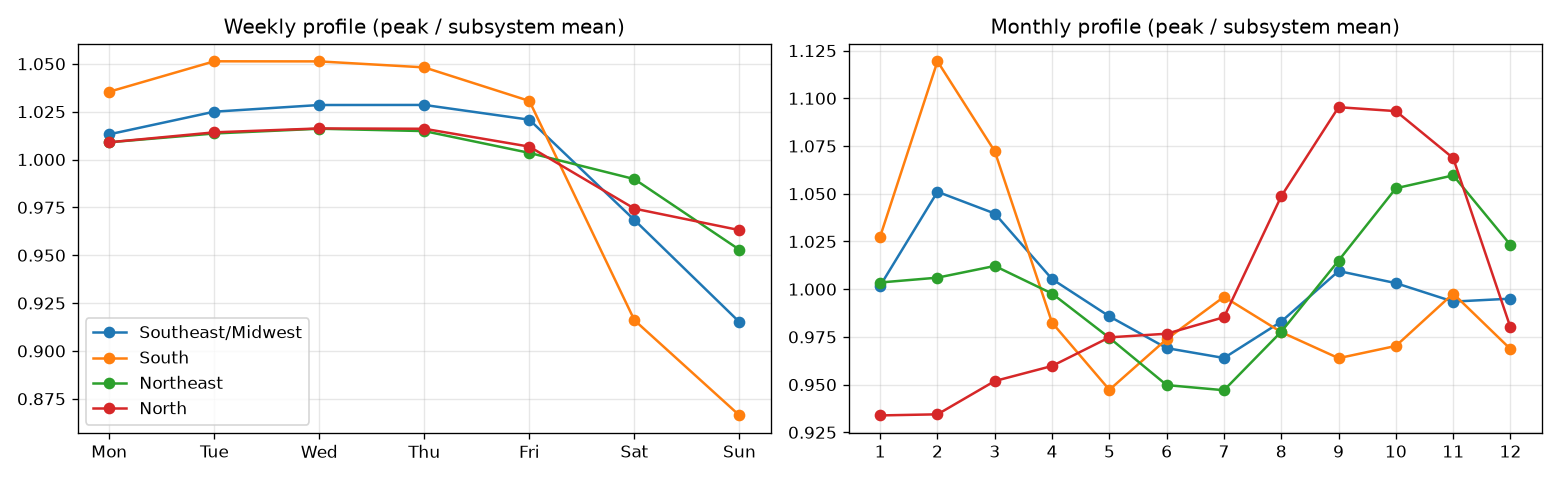 Weekly profile (peak / subsystem mean)
1.050
1.025
1.000
0.975
0.950
0.925
0.900
0.875
Southeast/Midwest
South
Northeast
North
Mon Tue Wed Thu Fri Sat Sun
Monthly profile (peak / subsystem mean)
1.125
1.100
1.075
1.050
1.025
1.000
0.975
0.950
0.925
1 2 3 4 5 6 7 8 9 10 11 12